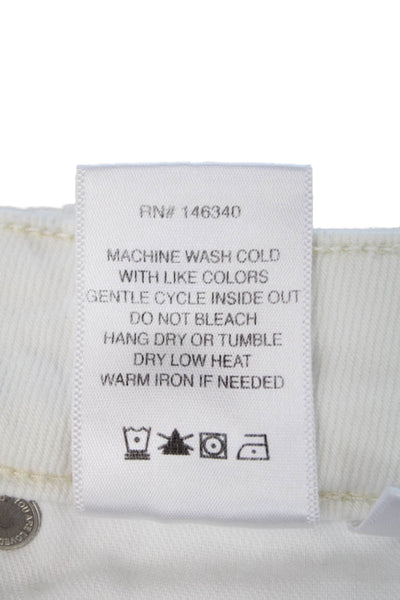 RN# 146340
MACHINE WASH COLD
WITH LIKE COLORS
GENTLE CYCLE INSIDE OUT
DO NOT BLEACH
HANG DRY OR TUMBLE
DRY LOW HEAT
WARM IRON IF NEEDED